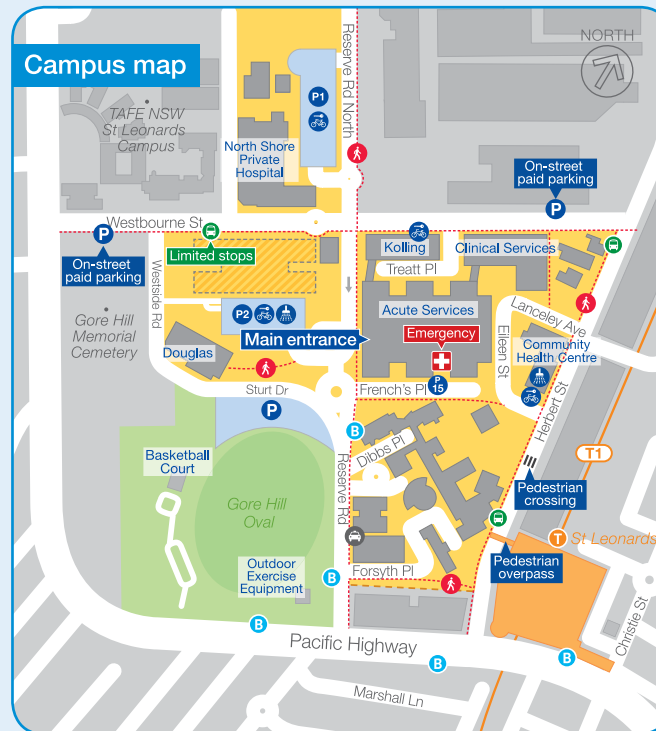 Campus map
NORTH
Reserve Rd North
P1
TAFE NSW
St Leonards
Campus
North Shore
Private
Hospital
On-street
paid parking
P
Westbourne St
P
On-street
paid parking
Limited stops
Kolling
Clinical Services
Treatt Pl
Westside Rd
Lanceley Ave
P2
Acute Services
Gore Hill
Memorial
Cemetery
Main entrance
Emergency
Eileen St
Community
Health Centre
Douglas
Sturt Dr
French's Pl
P
15
Herbert St
P
B
Dibbs Pl
T1
Basketball
Court
Reserve Rd
Pedestrian
crossing
Gore Hill
Oval
T
St Leonards
Pedestrian
overpass
Outdoor
Exercise
Equipment
B
Forsyth Pl
Christie St
B
Pacific Highway
B
B
Marshall Ln
B